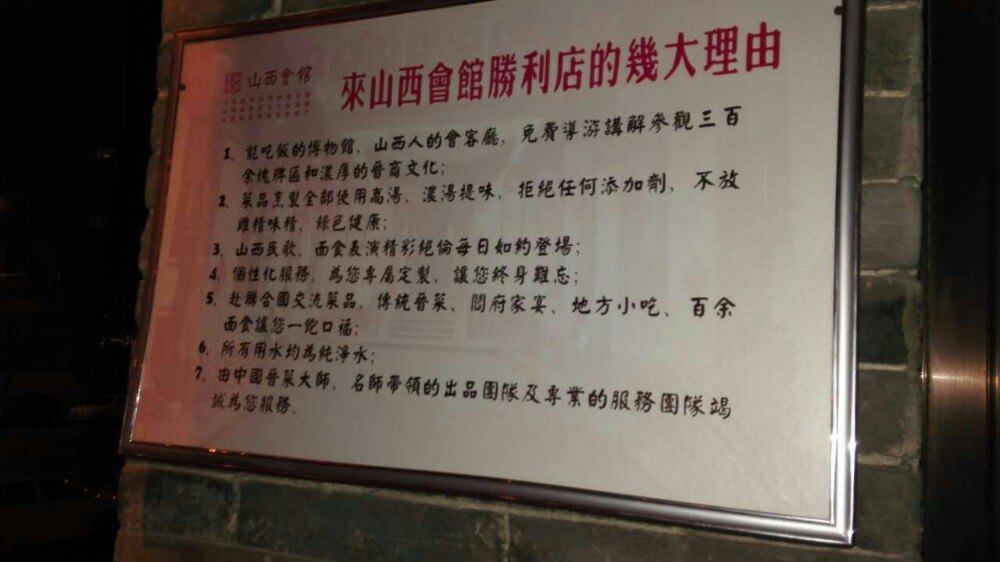 山西會館
來山西會館勝利店的幾大理由
1、能吃飯的博物館，山西人的會客廳，免費導游講解參觀三百
余塊牌匾和濃厚的晉商文化；
2、菜品烹製全部使用高湯、濃湯提味，拒絕任何添加劑，不放
雞精味精，綠色健康；
3、山西民歌、面食表演精彩絕倫每日如約登場；
4、個性化服務，為您專屬定製，讓您終身難忘；
5、赴聯合國交流菜品，傳統晉菜、閻府家宴、地方小吃、百余
面食讓您一飽口福；
6、所有用水均為純淨水；
7、由中國晉菜大師、名師帶領的出品團隊及專業的服務團隊竭
誠為您服務。